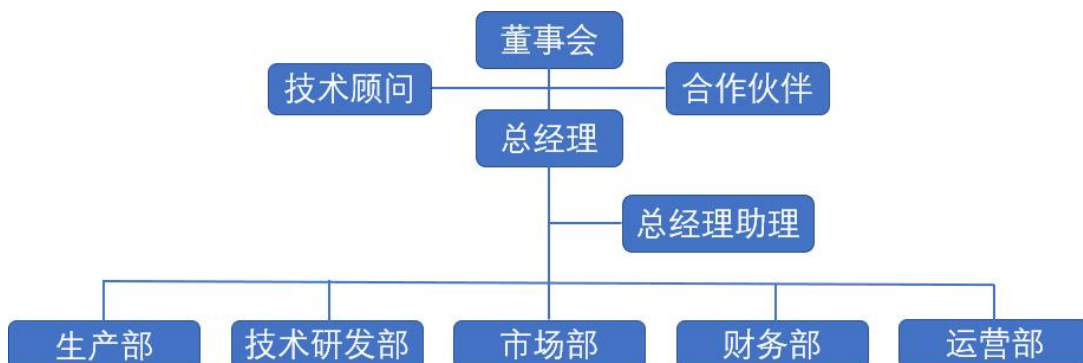 董事会
技术顾问
合作伙伴
总经理
总经理助理
生产部
技术研发部
市场部
财务部
运营部